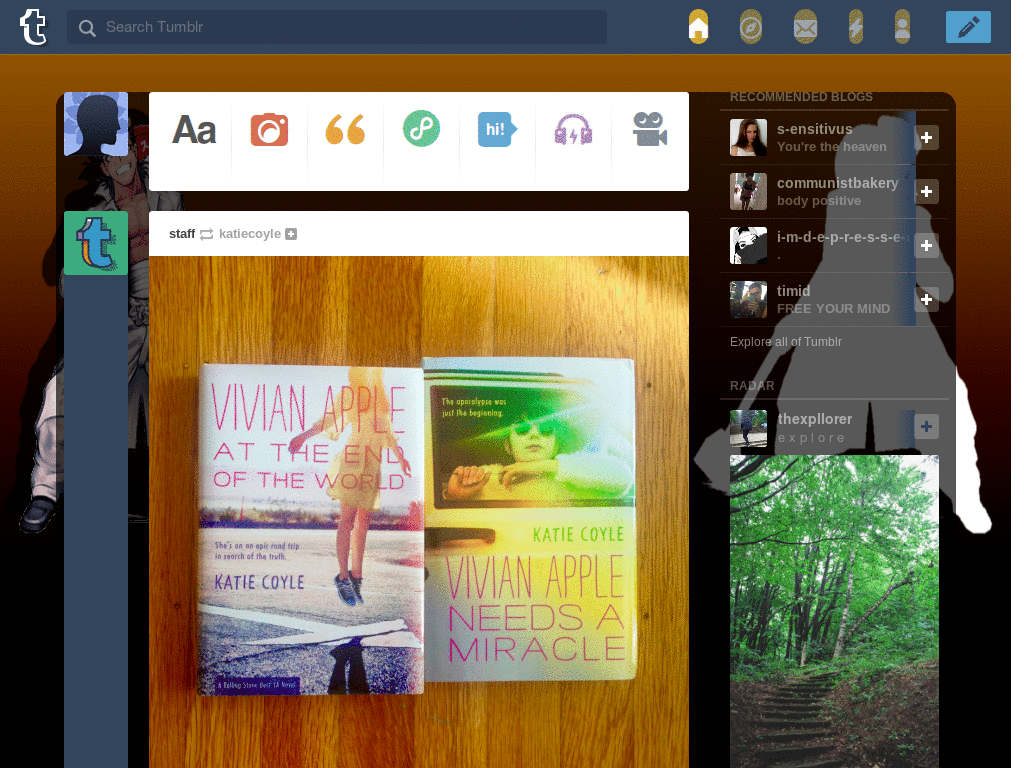 t
Search Tumblr
Aa
hi!
staff katiecoyle
VIVIAN APPLE
AT THE END
OF THE WORLD
She's on an epic road trip
in search of the truth.
KATIE COYLE
A Rolling Stone Best YA Novel
The apocalypse was
just the beginning.
KATIE COYLE
VIVIAN APPLE
NEEDS A
MIRACLE
RECOMMENDED BLOGS
s-ensitivus
You're the heaven
communistbakery
body positive
i-m-d-e-p-r-e-s-s-e-
.
timid
FREE YOUR MIND
Explore all of Tumblr
RADAR
thexpllorer
e x p l o r e